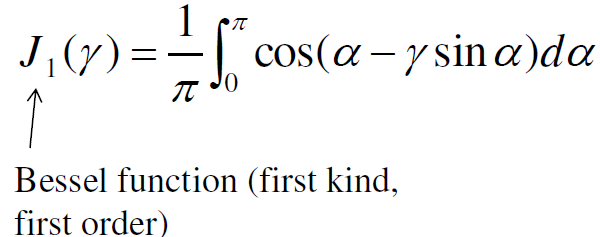 J₁(γ) = 1/π ∫₀^π cos(α − γ sin α)dα
Bessel function (first kind,
first order)